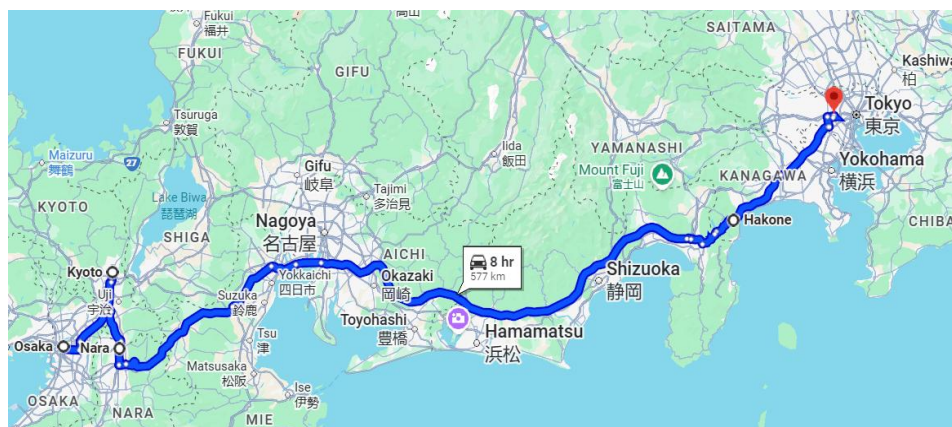 SAITAMA
Fukui
福井
FUKUI
Kashiwa
柏
GIFU
Tsuruga
敦賀
Tokyo
東京
Maizuru
舞鶴
27
Iida
飯田
YAMANASHI
Gifu
岐阜
Mount Fuji
富士山
Yokohama
横浜
KANAGAWA
Tajimi
多治見
Lake Biwa
琵琶湖
KYOTO
Nagoya
名古屋
Hakone
CHIBA
SHIGA
AICHI
8 hr
577 km
Kyoto
Yokkaichi
四日市
Okazaki
岡崎
Shizuoka
静岡
Uji
宇治
Suzuka
鈴鹿
Toyohashi
豊橋
Hamamatsu
浜松
Tsu
津
Osaka
Nara
Matsusaka
松阪
Ise
伊勢
OSAKA
NARA
MIE